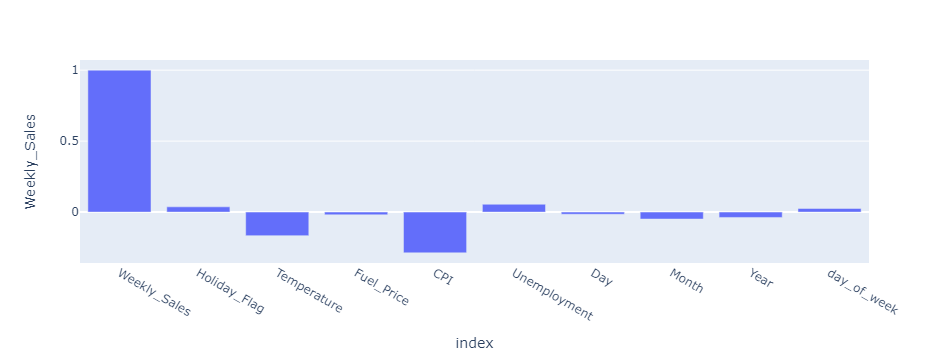 Weekly_Sales
1
0.5
0
Weekly_Sales
Holiday_Flag
Temperature
Fuel_Price
CPI
Unemployment
Day
Month
Year
day_of_week
index